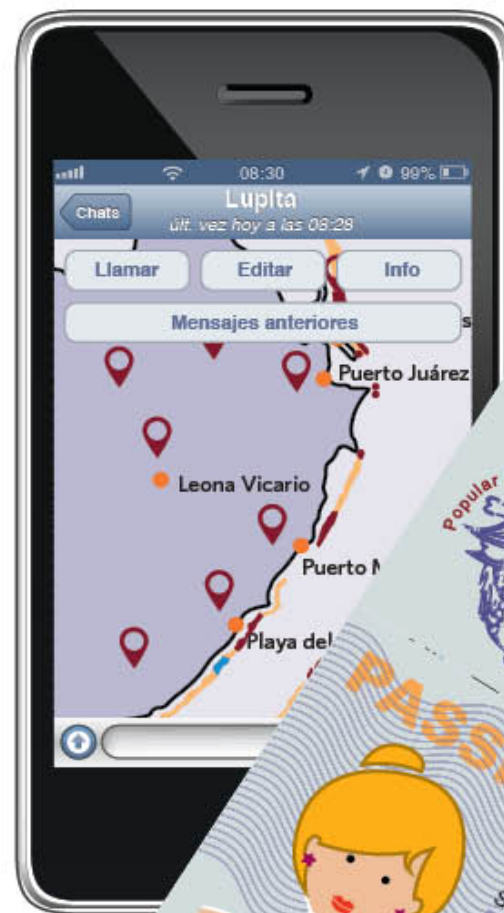 08:30
99%
Chats
Lupita
últ. vez hoy a las 08:28
Llamar
Editar
Info
Mensajes anteriores
Puerto Juárez
Leona Vicario
Puerto M
Playa del
Popular
PASS